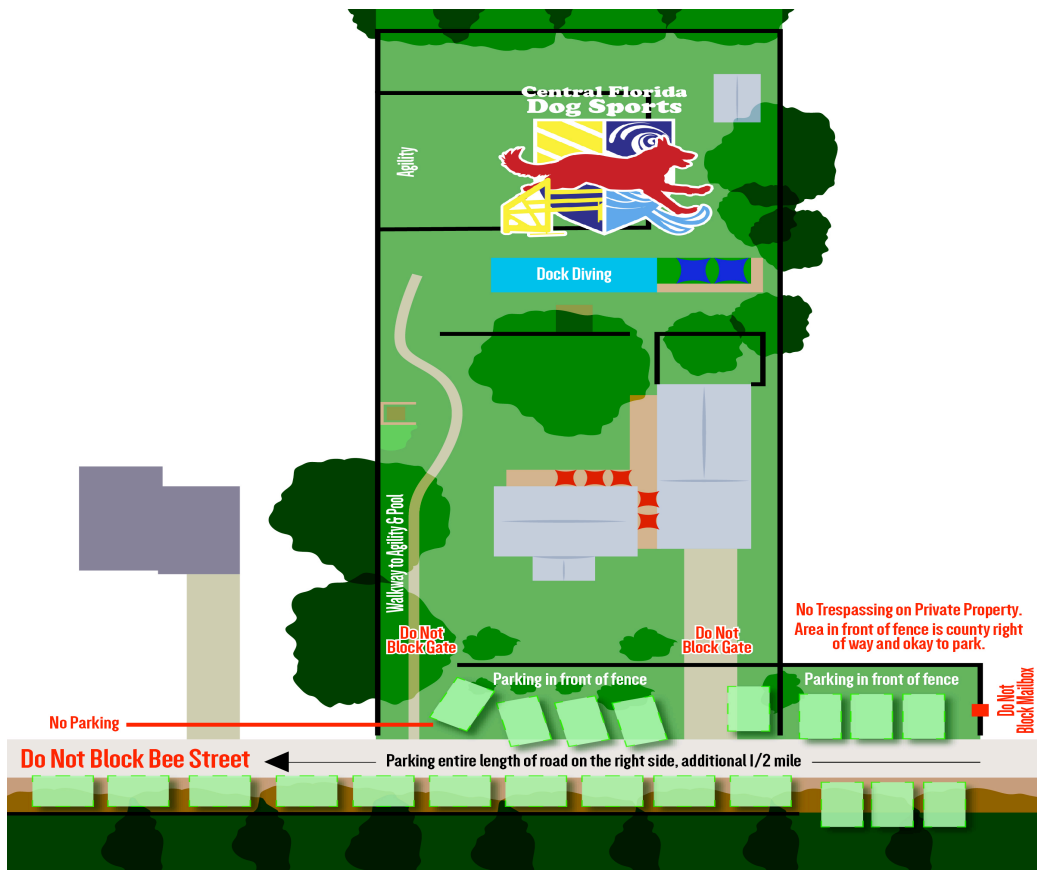 Central Florida
Dog Sports
Agility
Dock Diving
Walkway to Agility & Pool
Do Not
Block Gate
Do Not
Block Gate
No Trespassing on Private Property.
Area in front of fence is county right
of way and okay to park.
Parking in front of fence
Parking in front of fence
Do Not
Block Mailbox
No Parking
Do Not Block Bee Street
Parking entire length of road on the right side, additional 1/2 mile